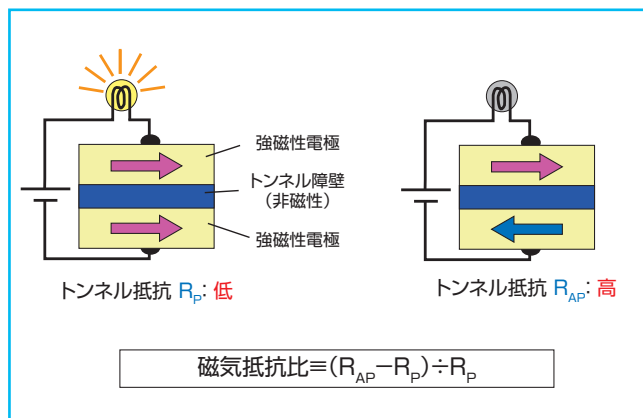 強磁性電極
トンネル障壁
(非磁性)
強磁性電極
トンネル抵抗 RP: 低
トンネル抵抗 RAP: 高
磁気抵抗比≡(RAP−RP)÷RP